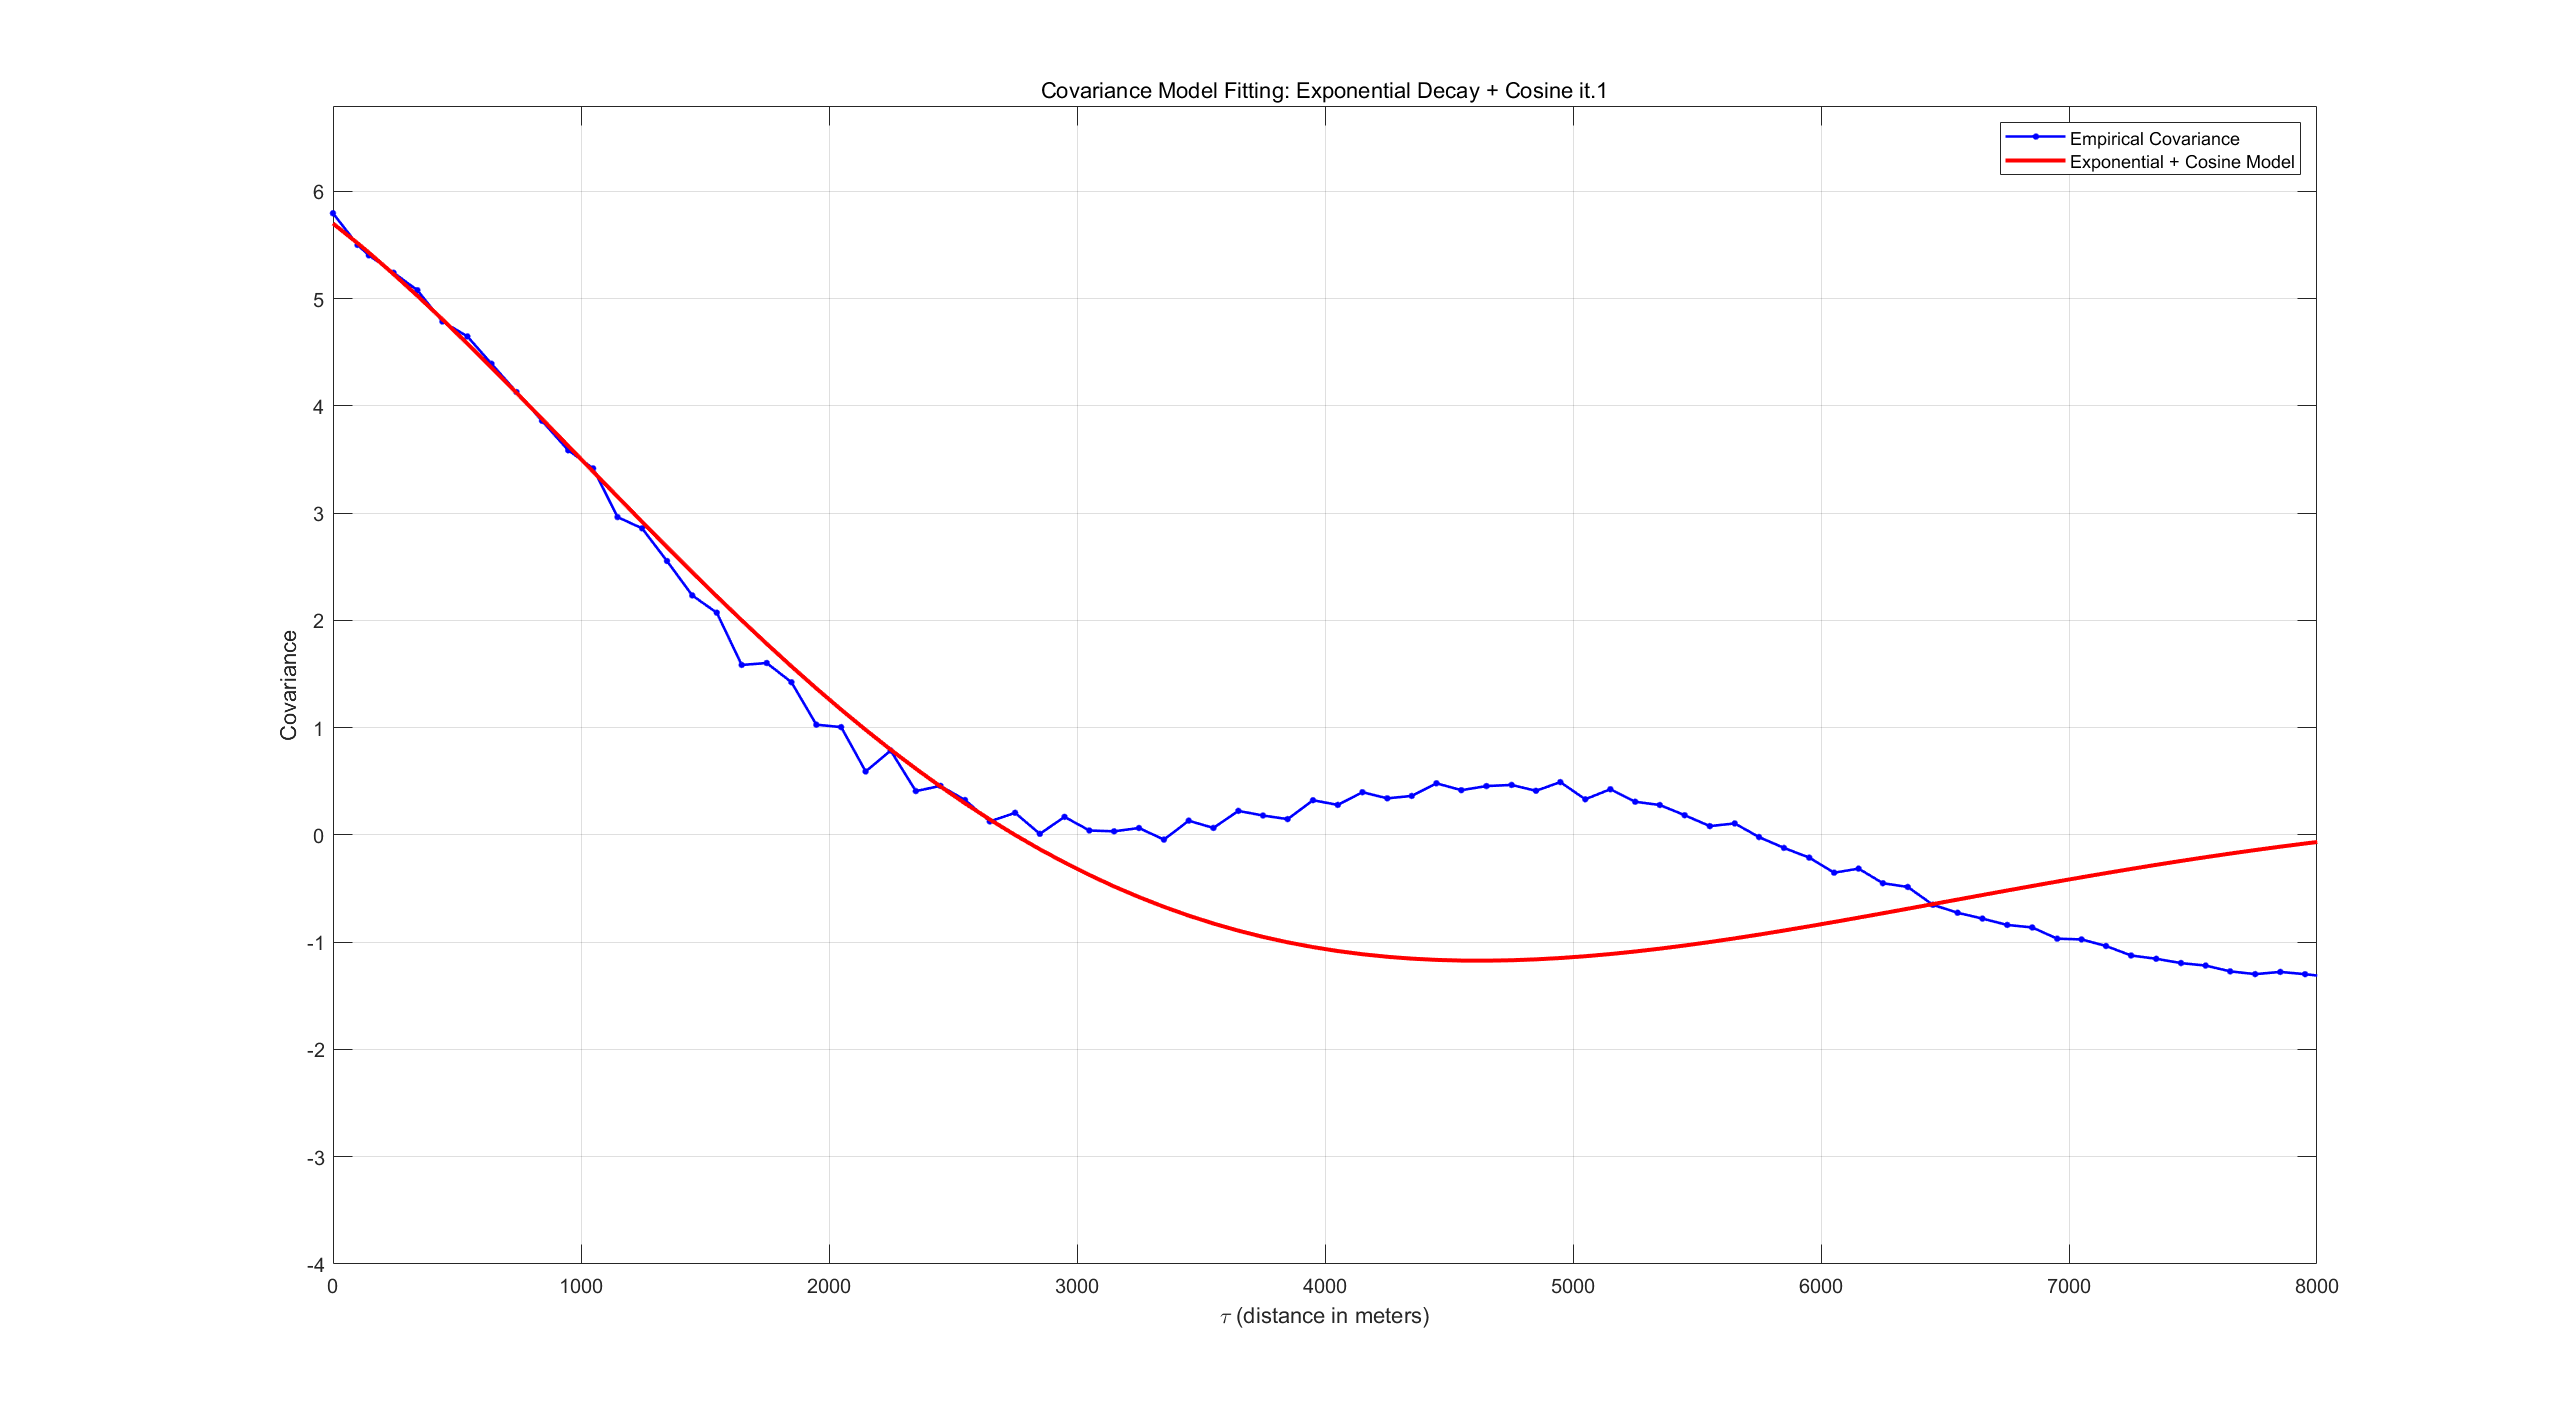 Covariance Model Fitting: Exponential Decay + Cosine it.1
Empirical Covariance
Exponential + Cosine Model
6
5
4
3
2
1
0
-1
-2
-3
-4
Covariance
0 1000 2000 3000 4000 5000 6000 7000 8000
τ (distance in meters)